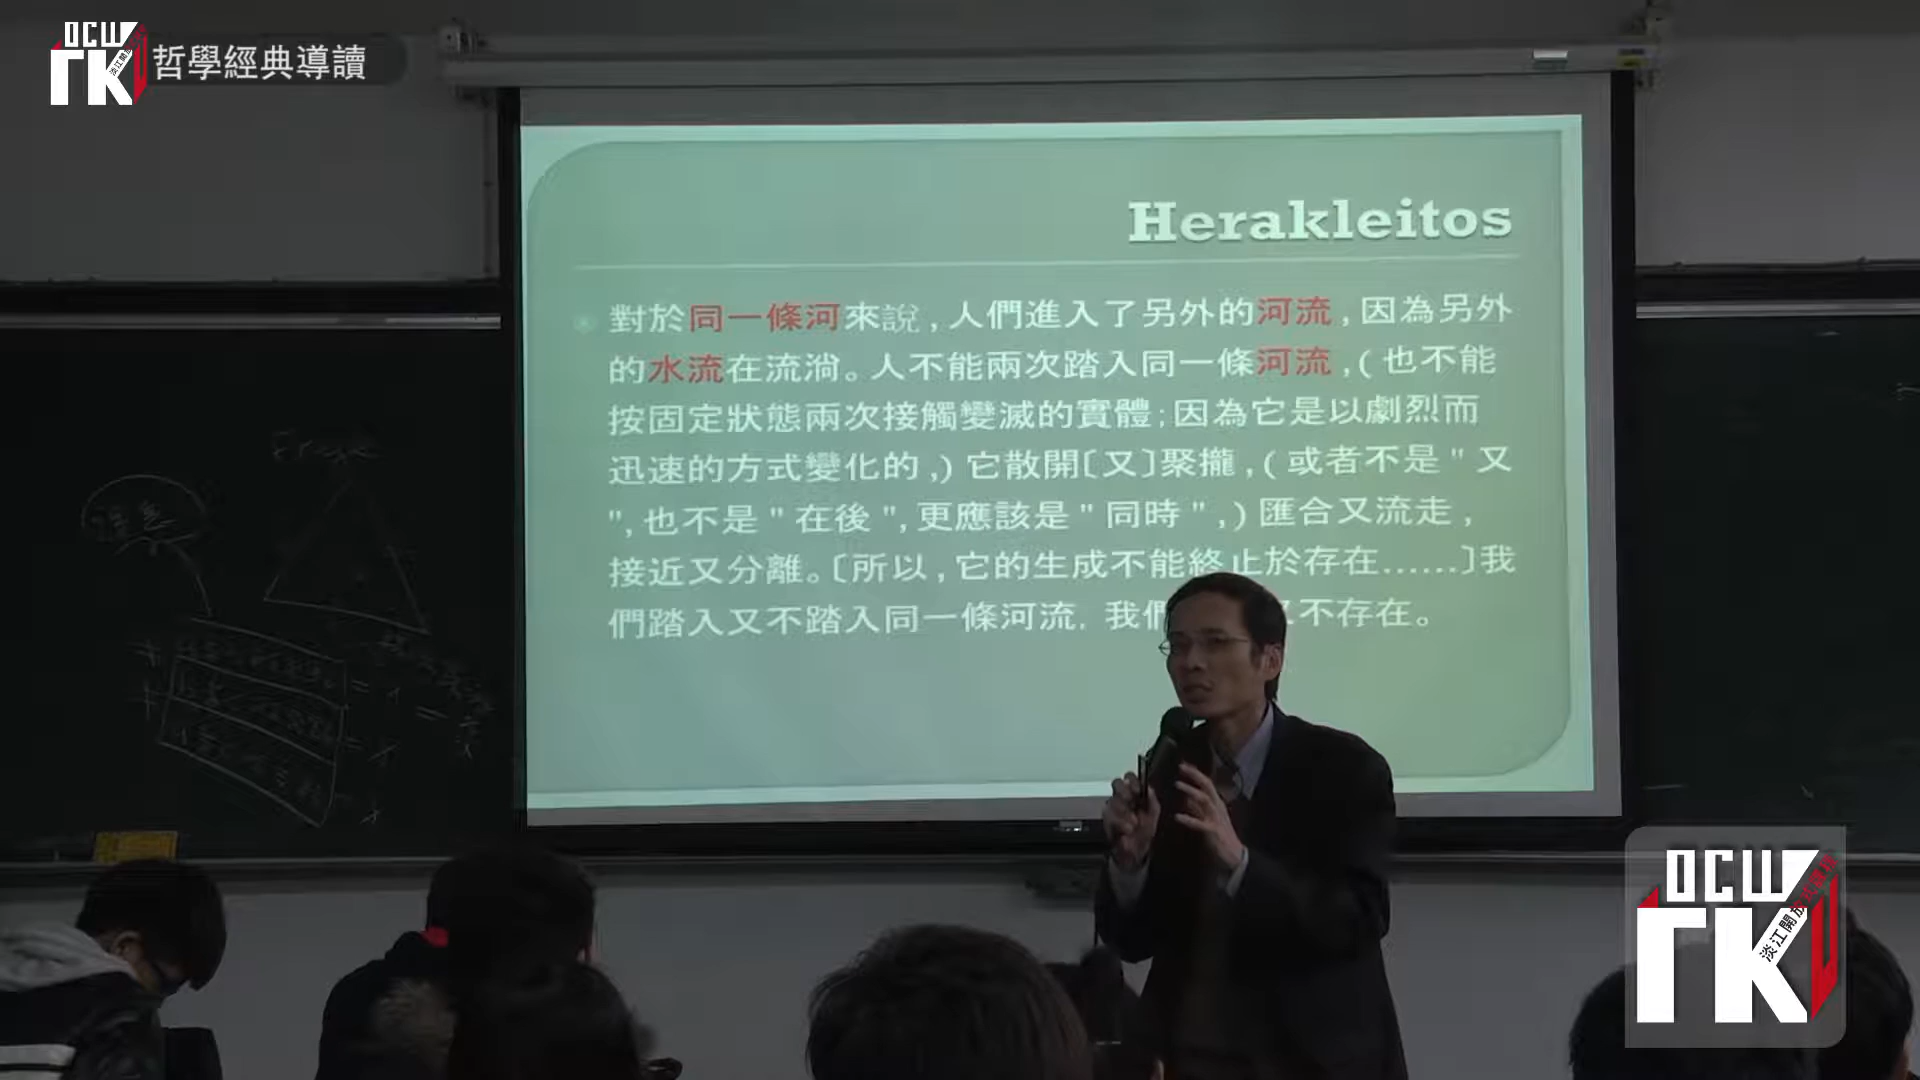 OCW
TKU
淡江開放式課程
哲學經典導讀
Herakleitos
對於同一條河來說，人們進入了另外的河流，因為另外
的水流在流淌。人不能兩次踏入同一條河流，(也不能
按固定狀態兩次接觸變滅的實體；因為它是以劇烈而
迅速的方式變化的，) 它散開〔又〕聚攏，( 或者不是 " 又
"，也不是 " 在後 "，更應該是 " 同時 "，) 匯合又流走，
接近又分離。〔所以，它的生成不能終止於存在……〕我
們踏入又不踏入同一條河流，我們 不存在。
OCW
TKU
淡江開放式課程